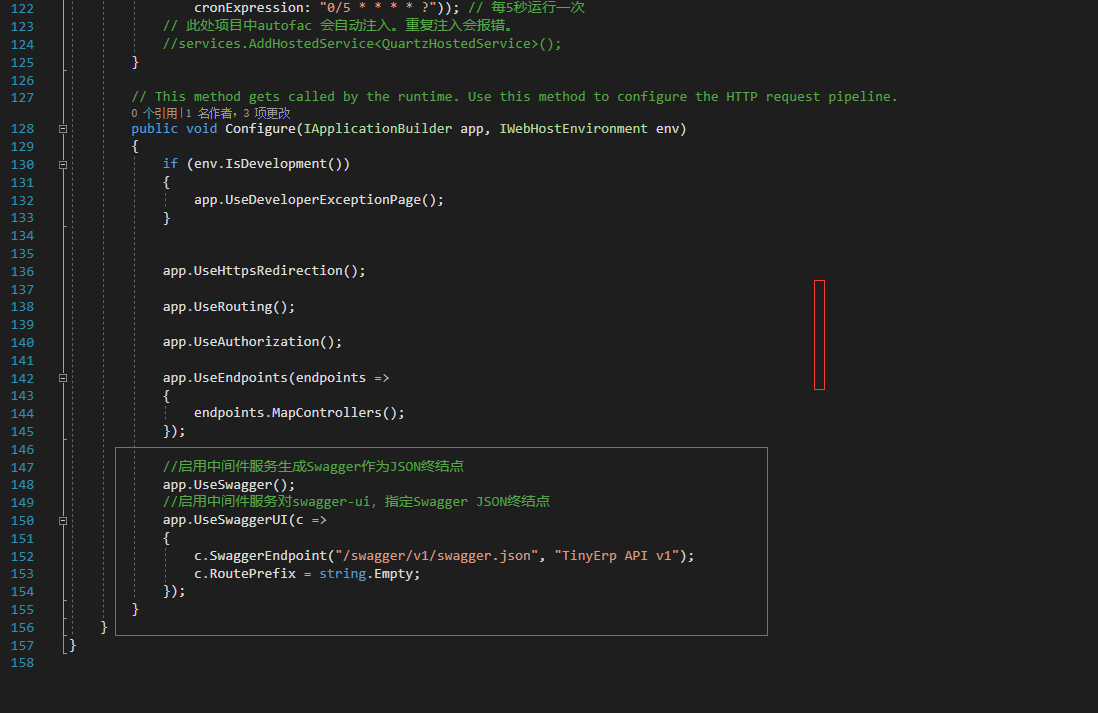 122 cronExpression: "0/5 * * * * ?")); // 每5秒运行一次
123 // 此处项目中autofac 会自动注入。重复注入会报错。
124 //services.AddHostedService<QuartzHostedService>();
125 }
126
127 // This method gets called by the runtime. Use this method to configure the HTTP request pipeline.
0 个引用|1 名作者, 3 项更改
128 public void Configure(IApplicationBuilder app, IWebHostEnvironment env)
129 {
130 if (env.IsDevelopment())
131 {
132 app.UseDeveloperExceptionPage();
133 }
134
135
136 app.UseHttpsRedirection();
137
138 app.UseRouting();
139
140 app.UseAuthorization();
141
142 app.UseEndpoints(endpoints =>
143 {
144 endpoints.MapControllers();
145 });
146
147 //启用中间件服务生成Swagger作为JSON终结点
148 app.UseSwagger();
149 //启用中间件服务对swagger-ui，指定Swagger JSON终结点
150 app.UseSwaggerUI(c =>
151 {
152 c.SwaggerEndpoint("/swagger/v1/swagger.json", "TinyErp API v1");
153 c.RoutePrefix = string.Empty;
154 });
155 }
156 }
157 }
158